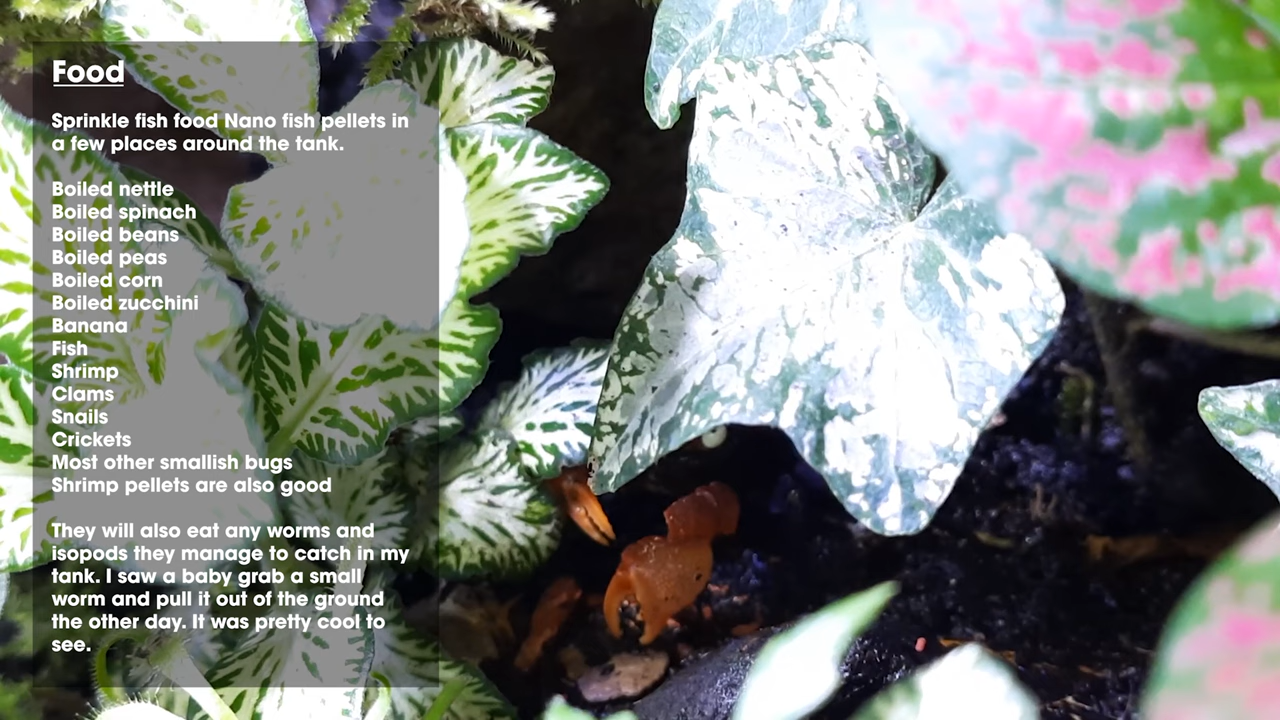 Food
Sprinkle fish food Nano fish pellets in
a few places around the tank.
Boiled nettle
Boiled spinach
Boiled beans
Boiled peas
Boiled corn
Boiled zucchini
Banana
Fish
Shrimp
Clams
Snails
Crickets
Most other smallish bugs
Shrimp pellets are also good
They will also eat any worms and
isopods they manage to catch in my
tank. I saw a baby grab a small
worm and pull it out of the ground
the other day. It was pretty cool to
see.